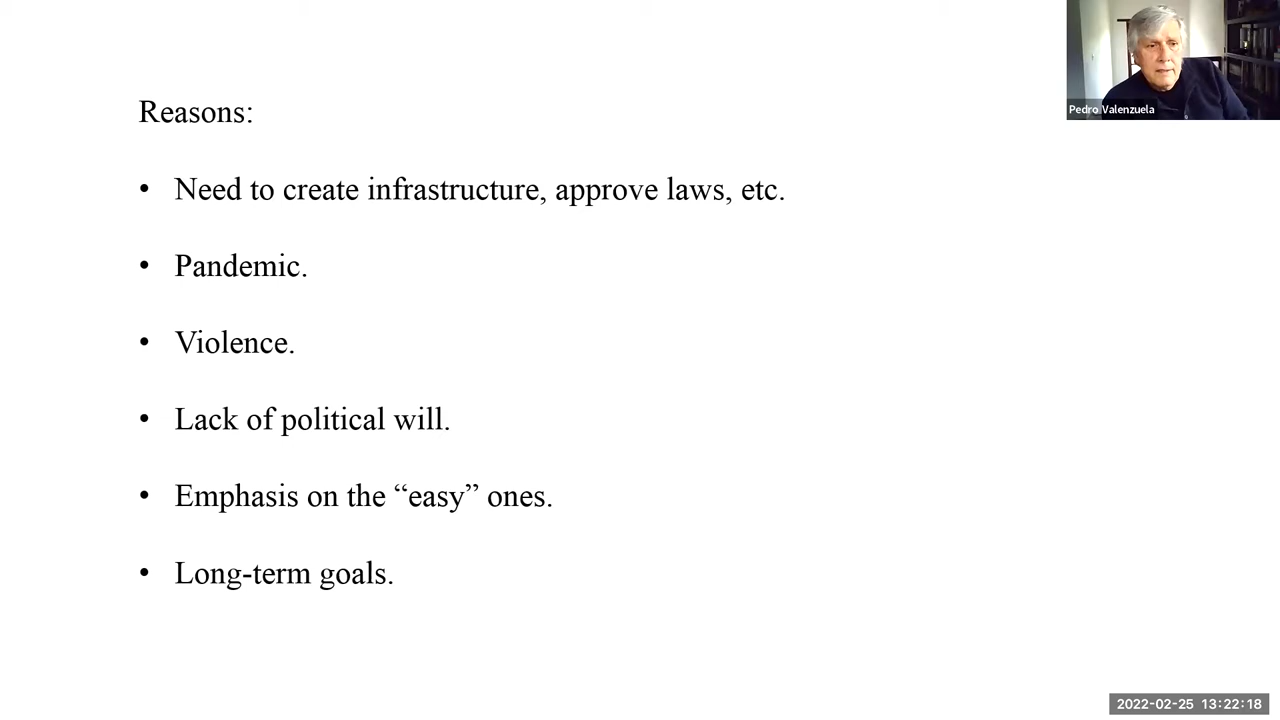 Reasons:
• Need to create infrastructure, approve laws, etc.
• Pandemic.
• Violence.
• Lack of political will.
• Emphasis on the “easy” ones.
• Long-term goals.
Pedro Valenzuela
2022-02-25 13:22:18